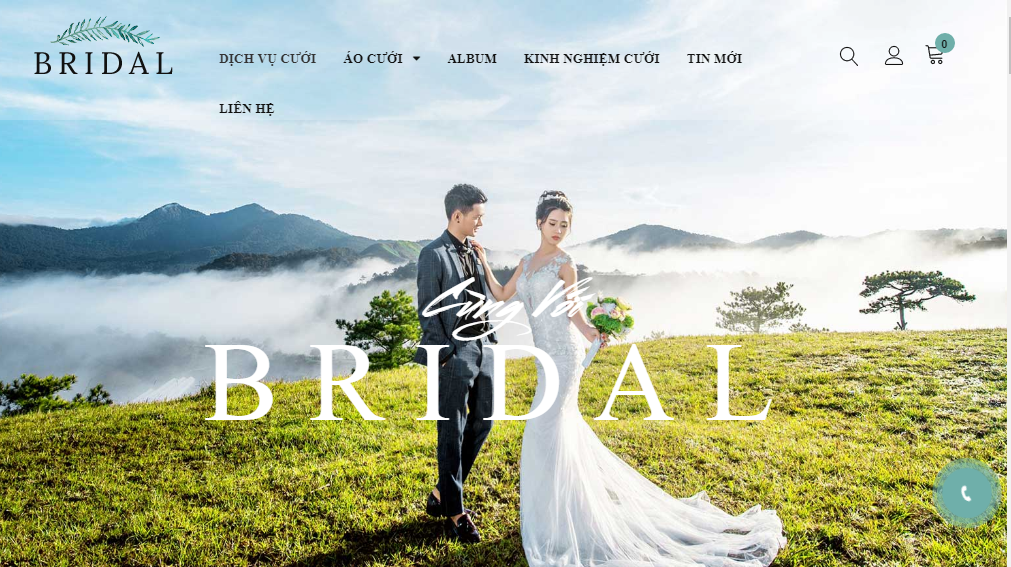 BRIDAL
DỊCH VỤ CƯỚI ÁO CƯỚI ALBUM KINH NGHIỆM CƯỚI TIN MỚI
0
LIÊN HỆ
Cùng Với
BRIDAL